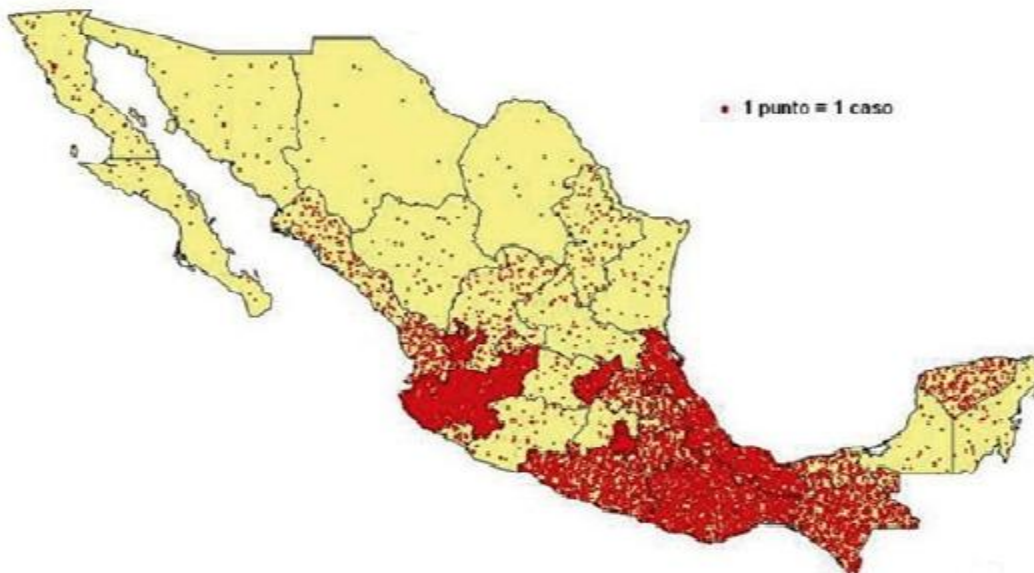 1 punto = 1 caso